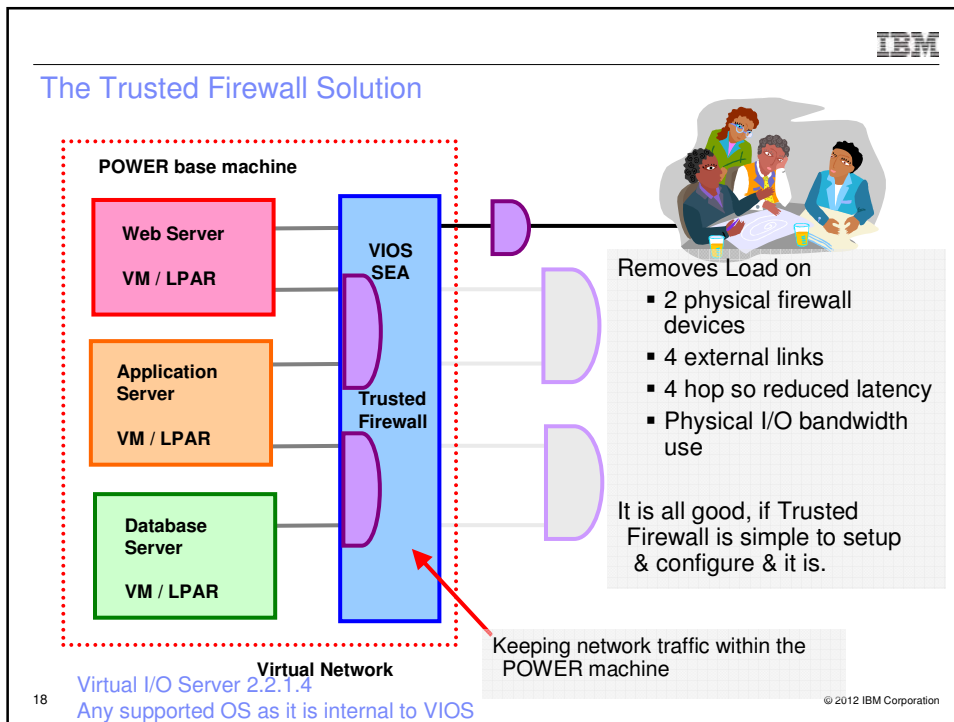 IBM
The Trusted Firewall Solution
POWER base machine
Web Server
VM / LPAR
Application
Server
VM / LPAR
Database
Server
VM / LPAR
VIOS
SEA
Trusted
Firewall
Removes Load on
▪ 2 physical firewall
devices
▪ 4 external links
▪ 4 hop so reduced latency
▪ Physical I/O bandwidth
use
It is all good, if Trusted
Firewall is simple to setup
& configure & it is.
Keeping network traffic within the
POWER machine
Virtual Network
Virtual I/O Server 2.2.1.4
Any supported OS as it is internal to VIOS
18
© 2012 IBM Corporation